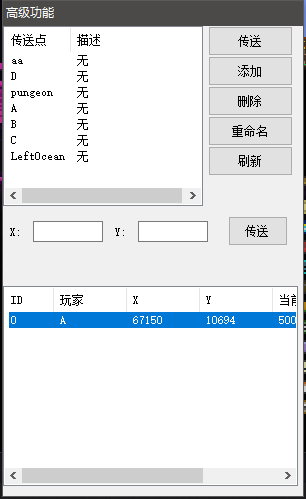 高级功能
传送点 描述 传送
aa 无
D 无 添加
pungeon 无
A 无 删除
B 无
C 无 重命名
LeftOcean 无
刷新
X: Y: 传送
ID 玩家 X Y 当前
0 A 67150 10694 500